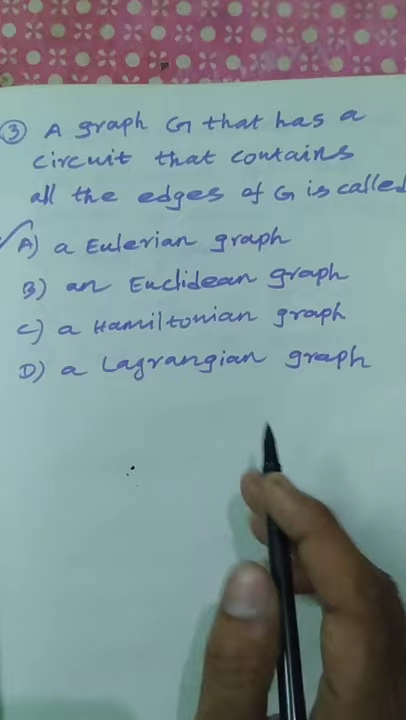 ③ A graph G that has a
circuit that contains
all the edges of G is called
A) a Eulerian graph
B) an Euclidean graph
C) a Hamiltonian graph
D) a Lagrangian graph